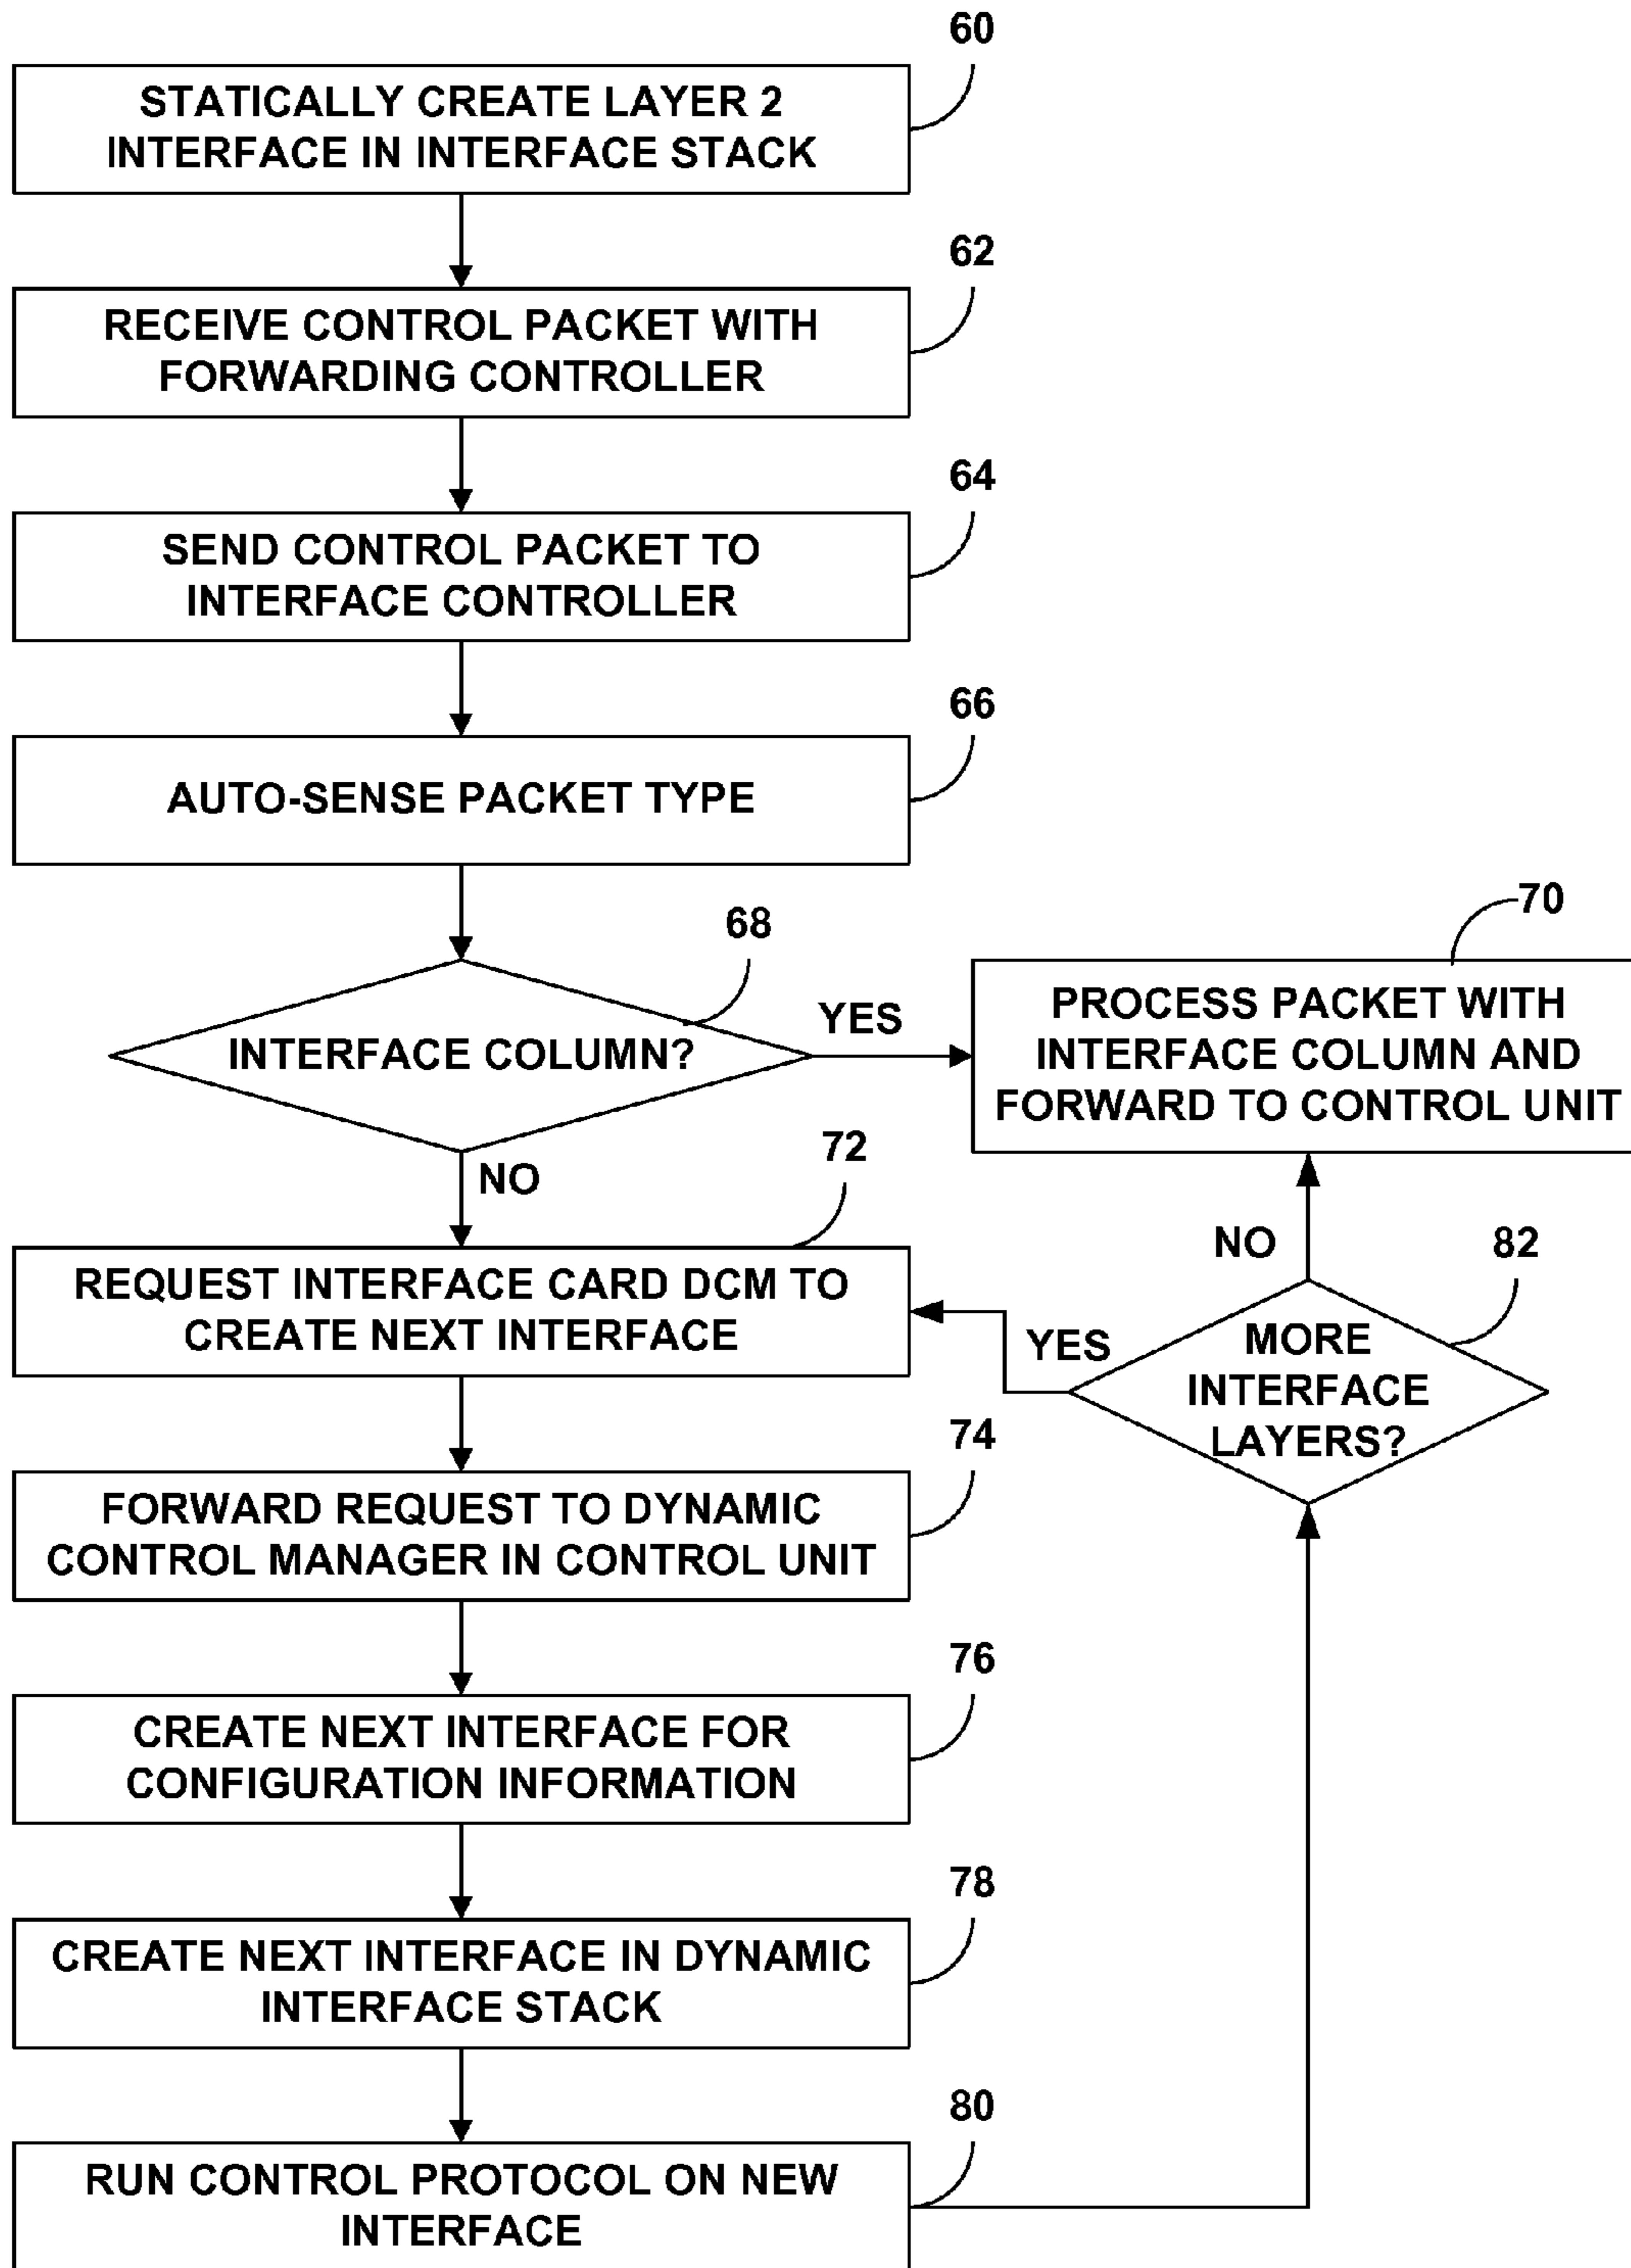 60
STATICALLY CREATE LAYER 2
INTERFACE IN INTERFACE STACK
62
RECEIVE CONTROL PACKET WITH
FORWARDING CONTROLLER
64
SEND CONTROL PACKET TO
INTERFACE CONTROLLER
66
AUTO-SENSE PACKET TYPE
68
INTERFACE COLUMN?
YES
NO
70
PROCESS PACKET WITH
INTERFACE COLUMN AND
FORWARD TO CONTROL UNIT
72
REQUEST INTERFACE CARD DCM TO
CREATE NEXT INTERFACE
74
FORWARD REQUEST TO DYNAMIC
CONTROL MANAGER IN CONTROL UNIT
76
CREATE NEXT INTERFACE FOR
CONFIGURATION INFORMATION
78
CREATE NEXT INTERFACE IN DYNAMIC
INTERFACE STACK
80
RUN CONTROL PROTOCOL ON NEW
INTERFACE
82
MORE
INTERFACE
LAYERS?
YES
NO